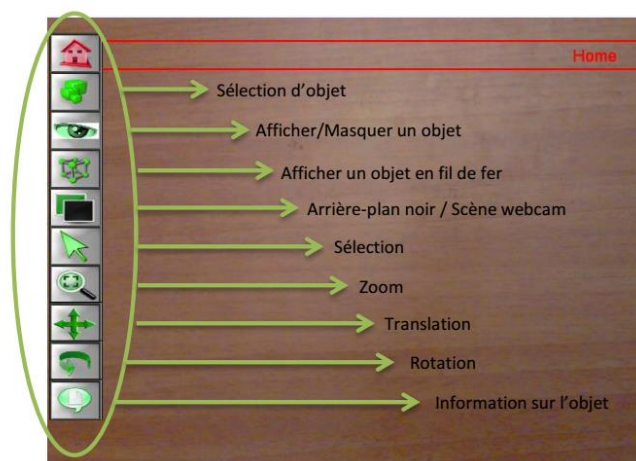 Home
Sélection d'objet
Afficher/Masquer un objet
Afficher un objet en fil de fer
Arrière-plan noir / Scène webcam
Sélection
Zoom
Translation
Rotation
Information sur l'objet